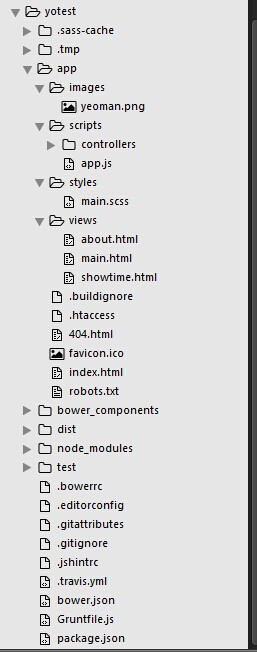 yotest
.sass-cache
.tmp
app
images
yeoman.png
scripts
controllers
app.js
styles
main.scss
views
about.html
main.html
showtime.html
.buildignore
.htaccess
404.html
favicon.ico
index.html
robots.txt
bower_components
dist
node_modules
test
.bowerrc
.editorconfig
.gitattributes
.gitignore
.jshintrc
.travis.yml
bower.json
Gruntfile.js
package.json